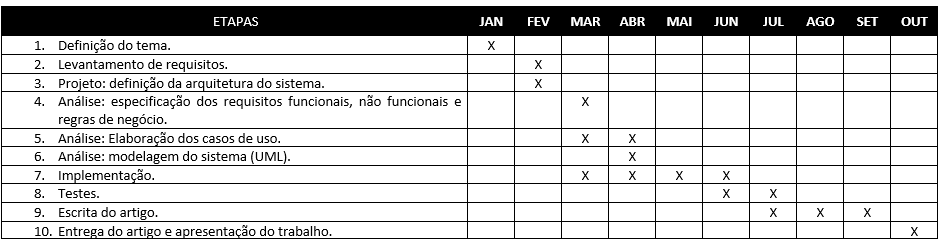 ETAPAS JAN FEV MAR ABR MAI JUN JUL AGO SET OUT
1. Definição do tema. X
2. Levantamento de requisitos. X
3. Projeto: definição da arquitetura do sistema. X
4. Análise: especificação dos requisitos funcionais, não funcionais e X
regras de negócio.
5. Análise: Elaboração dos casos de uso. X X
6. Análise: modelagem do sistema (UML). X
7. Implementação. X X X X
8. Testes. X X
9. Escrita do artigo. X X X
10. Entrega do artigo e apresentação do trabalho. X